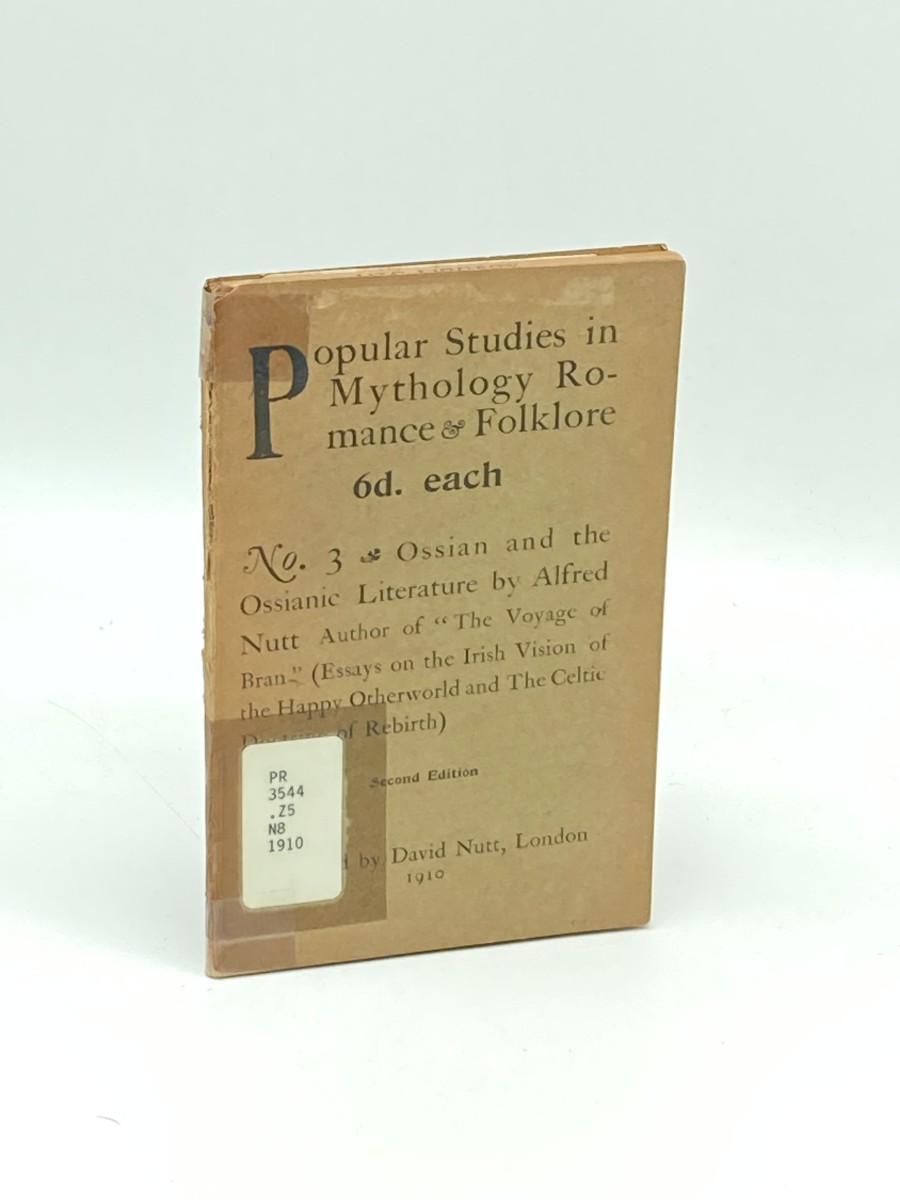 Popular Studies in
Mythology Ro-
mance & Folklore
6d. each
No. 3 Ossian and the
Ossianic Literature by Alfred
Nutt Author of "The Voyage of
Bran" (Essays on the Irish Vision of
the Happy Otherworld and The Celtic
Doctrine of Rebirth)
Second Edition
by David Nutt, London
1910
PR
3544
.Z5
N8
1910